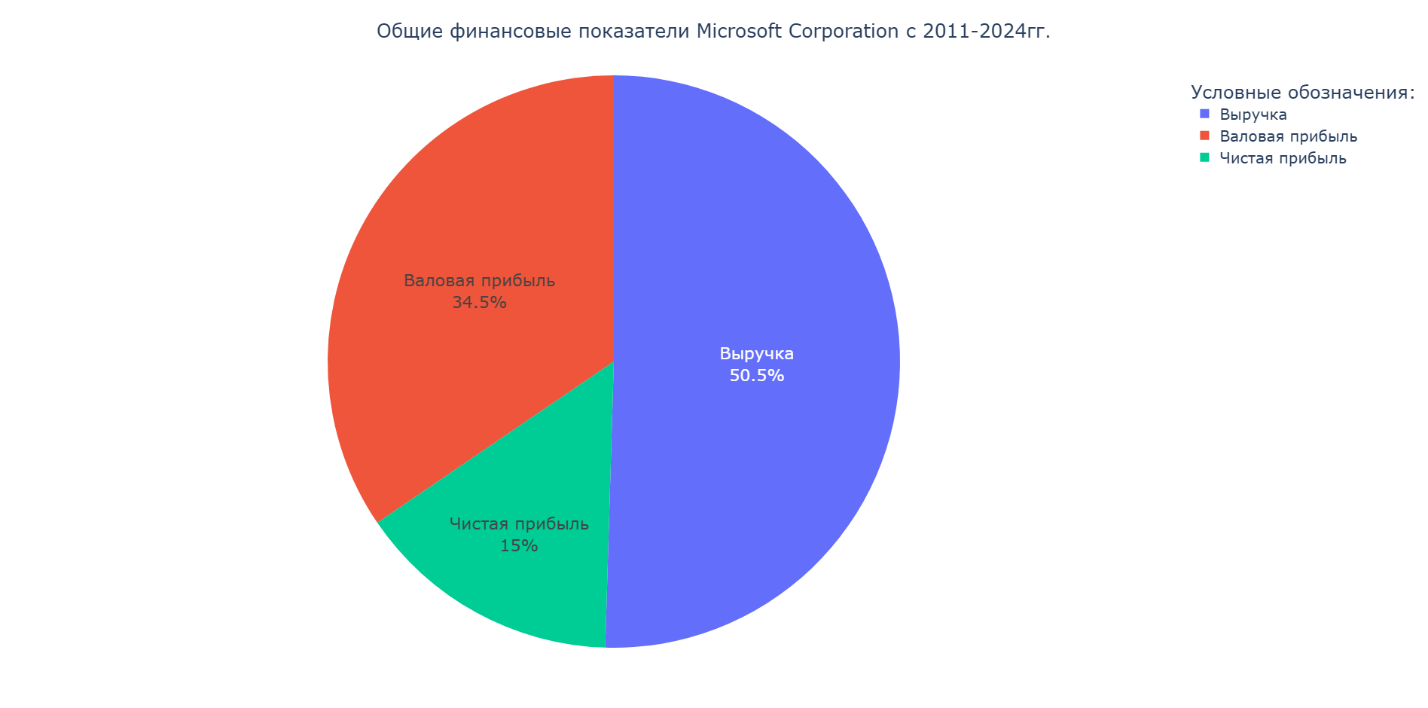 Общие финансовые показатели Microsoft Corporation с 2011-2024гг.
Условные обозначения:
Выручка
Валовая прибыль
Чистая прибыль
Валовая прибыль
34.5%
Выручка
50.5%
Чистая прибыль
15%